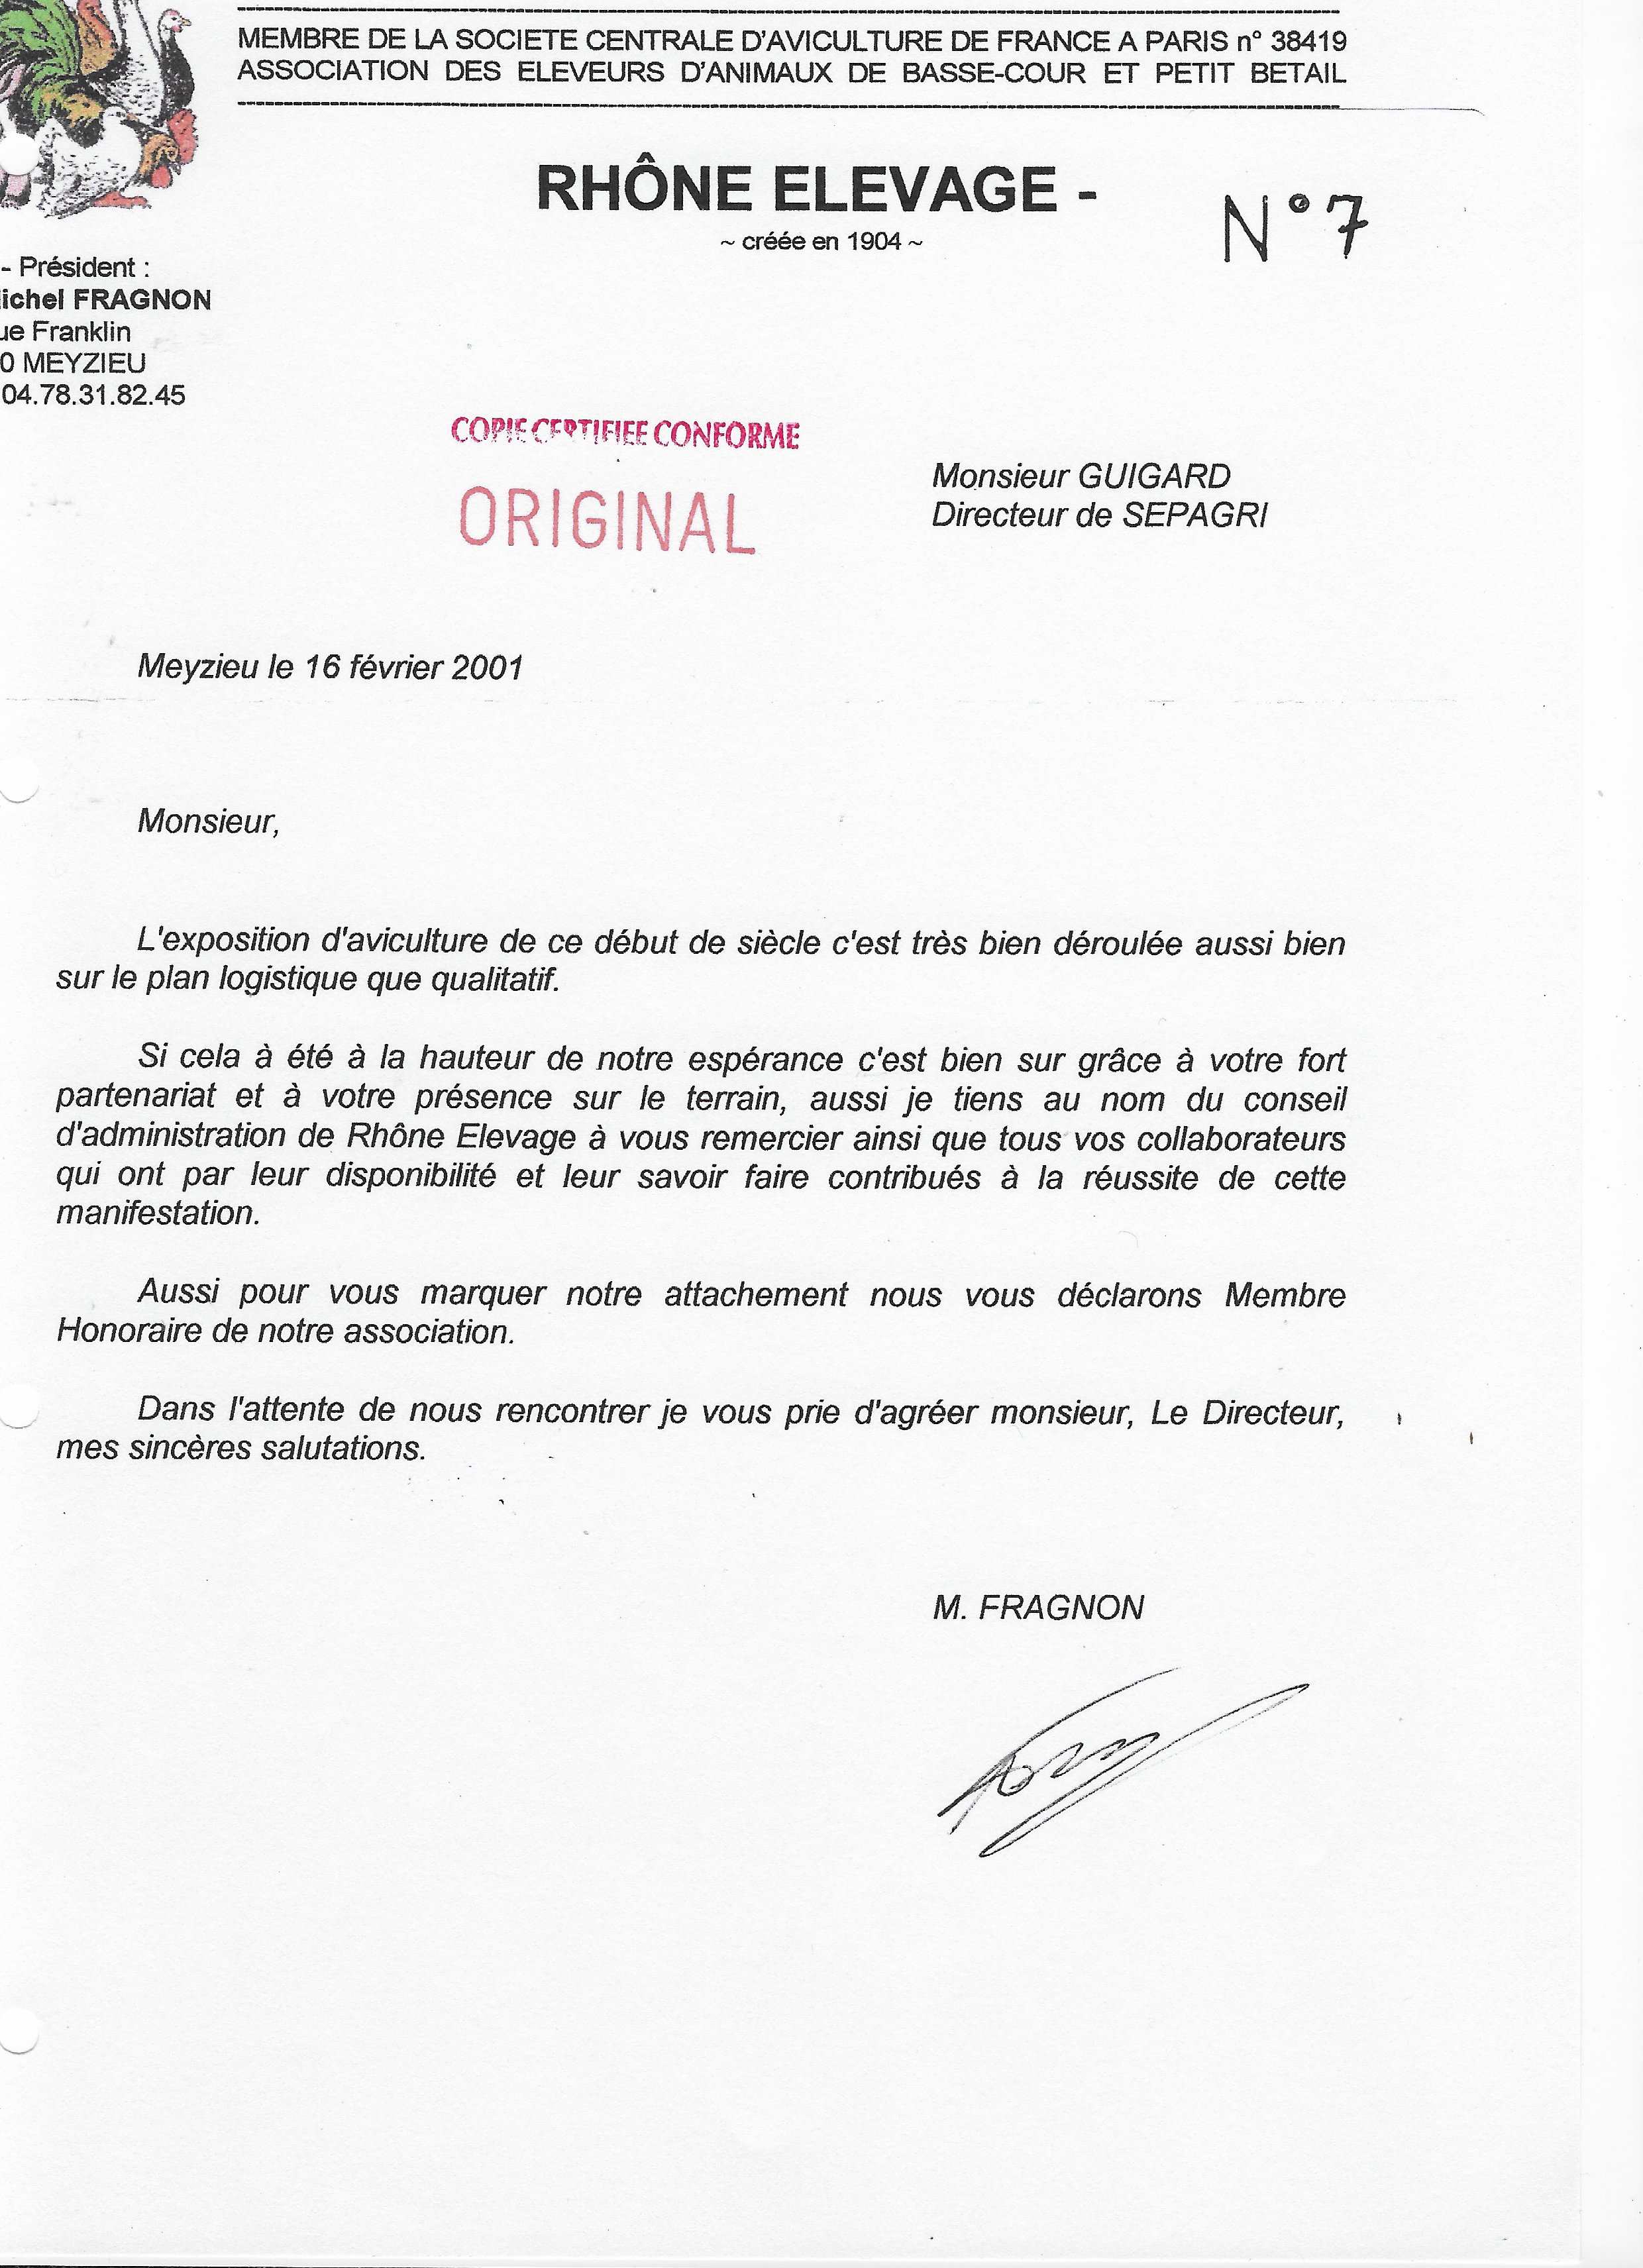 MEMBRE DE LA SOCIETE CENTRALE D'AVICULTURE DE FRANCE A PARIS n° 38419
ASSOCIATION DES ELEVEURS D'ANIMAUX DE BASSE-COUR ET PETIT BETAIL
RHÔNE ELEVAGE -
~ créée en 1904 ~
N°7
- Président :
ichel FRAGNON
ue Franklin
0 MEYZIEU
04.78.31.82.45
COPIE CERTIFIEE CONFORME
ORIGINAL
Monsieur GUIGARD
Directeur de SEPAGRI
Meyzieu le 16 février 2001
Monsieur,
L'exposition d'aviculture de ce début de siècle c'est très bien déroulée aussi bien
sur le plan logistique que qualitatif.
Si cela à été à la hauteur de notre espérance c'est bien sur grâce à votre fort
partenariat et à votre présence sur le terrain, aussi je tiens au nom du conseil
d'administration de Rhône Elevage à vous remercier ainsi que tous vos collaborateurs
qui ont par leur disponibilité et leur savoir faire contribués à la réussite de cette
manifestation.
Aussi pour vous marquer notre attachement nous vous déclarons Membre
Honoraire de notre association.
Dans l'attente de nous rencontrer je vous prie d'agréer monsieur, Le Directeur,
mes sincères salutations.
M. FRAGNON